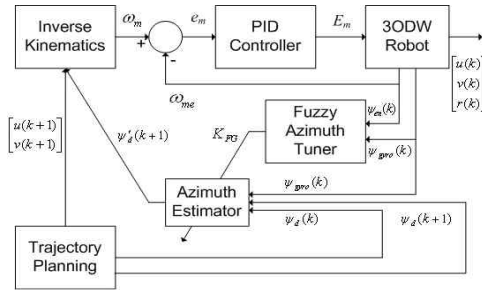 Inverse
Kinematics
ω_m
+
-
e_m
PID
Controller
E_m
3ODW
Robot
[u(k)
v(k)
r(k)]
ω_me
ψ_en(k)
Fuzzy
Azimuth
Tuner
ψ_gyro(k)
K_FG
[u(k+1)
v(k+1)]
ψ'_d(k+1)
Azimuth
Estimator
ψ_gyro(k)
ψ_d(k)
ψ_d(k+1)
Trajectory
Planning